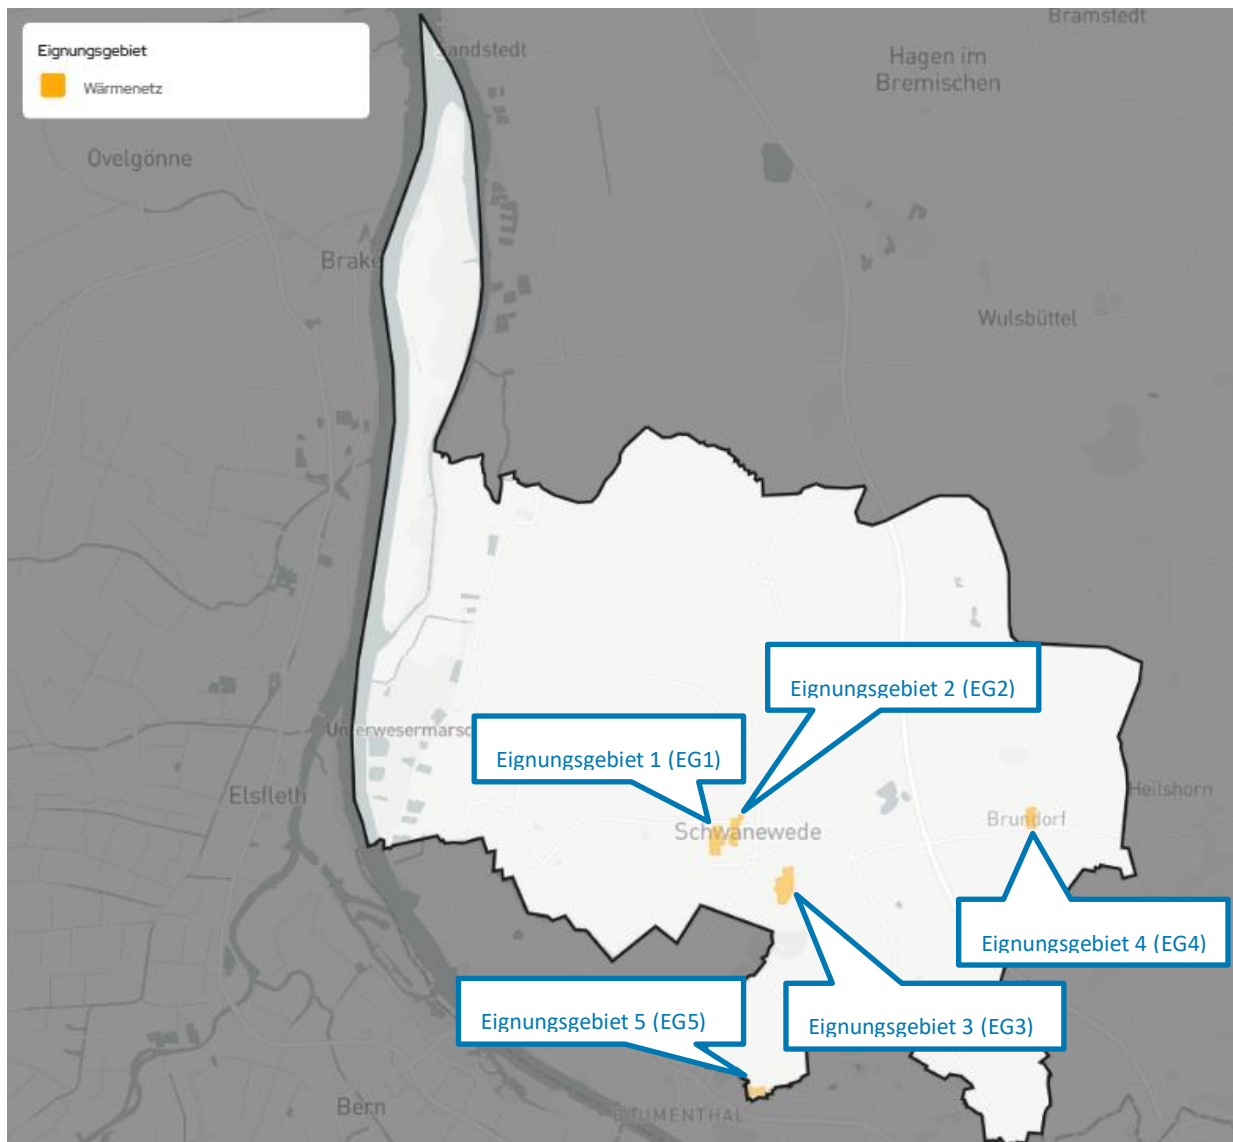 Eignungsgebiet
Wärmenetz
Sandstedt
Bramstedt
Hagen im
Bremischen
Ovelgönne
Brake
Wulsbüttel
Eignungsgebiet 2 (EG2)
Eignungsgebiet 1 (EG1)
Elsfleth
Heilshorn
Schwanewede
Brundorf
Eignungsgebiet 4 (EG4)
Eignungsgebiet 5 (EG5)
Eignungsgebiet 3 (EG3)
Bern
BLUMENTHAL